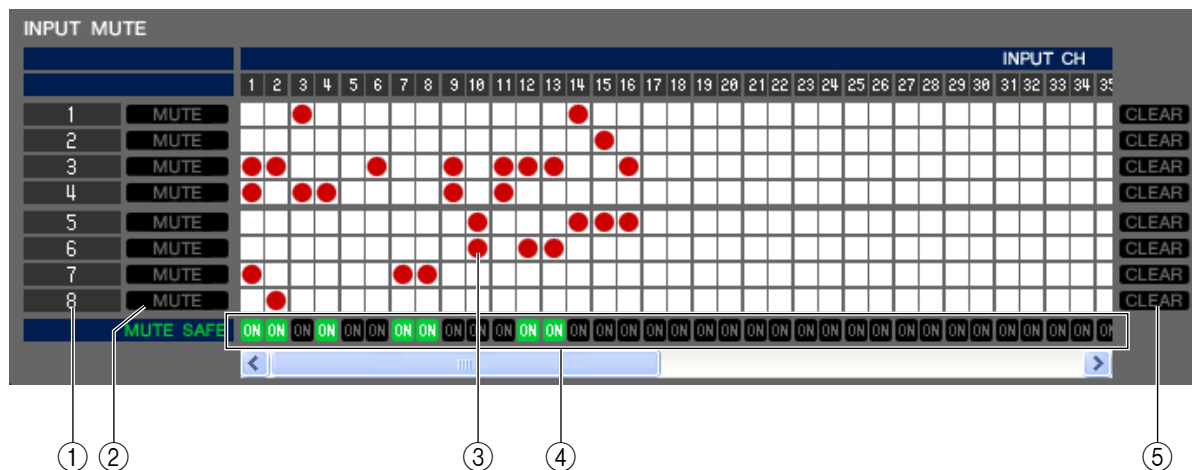 INPUT MUTE
INPUT CH
1 2 3 4 5 6 7 8 9 10 11 12 13 14 15 16 17 18 19 20 21 22 23 24 25 26 27 28 29 30 31 32 33 34 35
1 MUTE CLEAR
2 MUTE CLEAR
3 MUTE CLEAR
4 MUTE CLEAR
5 MUTE CLEAR
6 MUTE CLEAR
7 MUTE CLEAR
8 MUTE CLEAR
MUTE SAFE ON ON ON ON ON ON ON ON ON ON ON ON ON ON ON ON ON ON ON ON ON ON ON ON ON ON ON ON ON ON ON ON ON ON
① ② ③ ④ ⑤